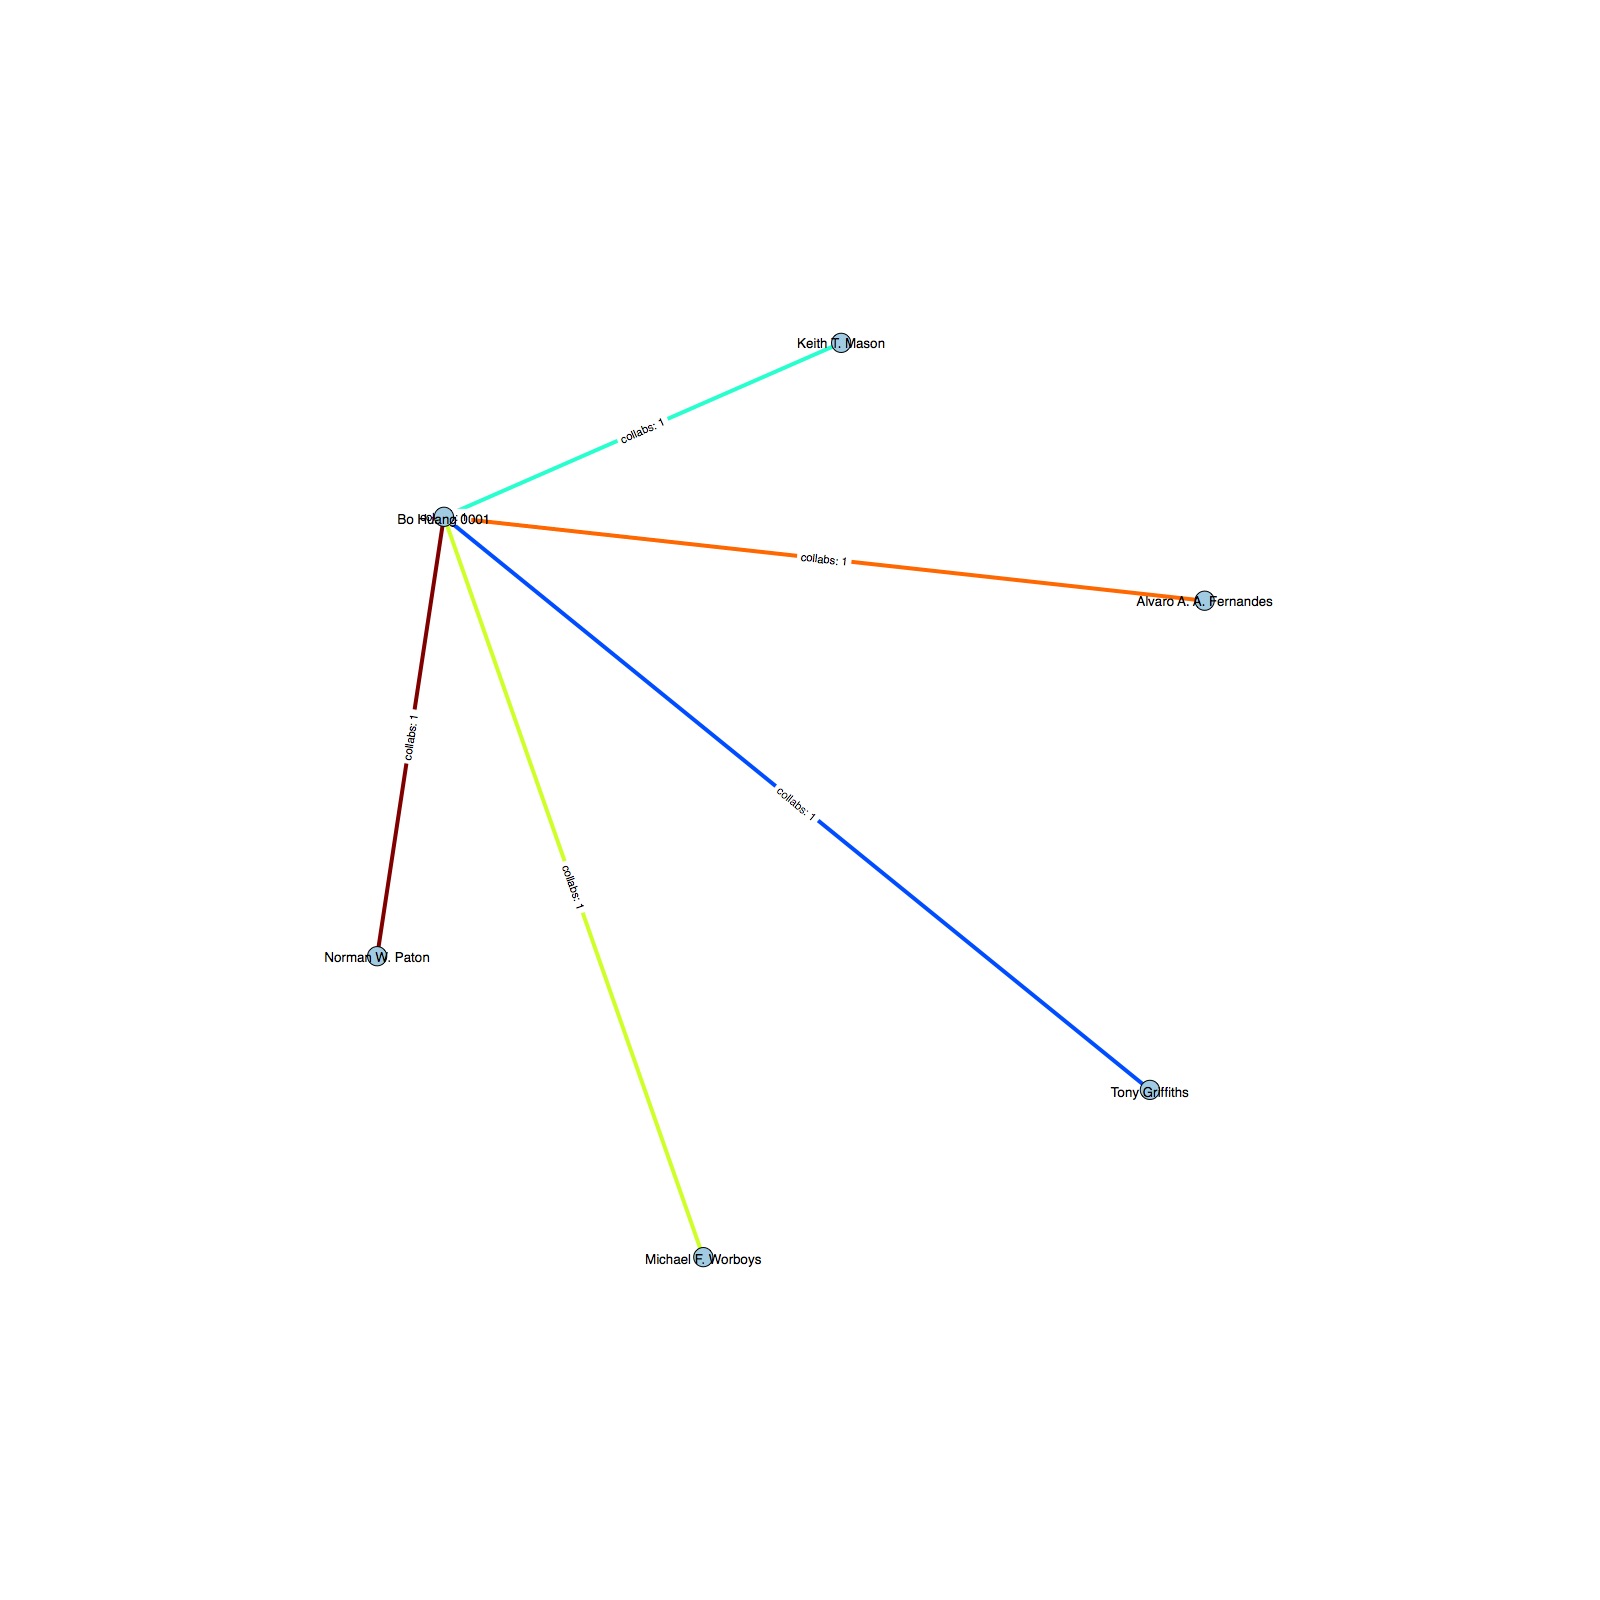 Keith T. Mason
collabs: 1
Bo Huang 0001
collabs: 1
Alvaro A. A. Fernandes
collabs: 1
collabs: 1
collabs: 1
Norman W. Paton
Tony Griffiths
Michael F. Worboys